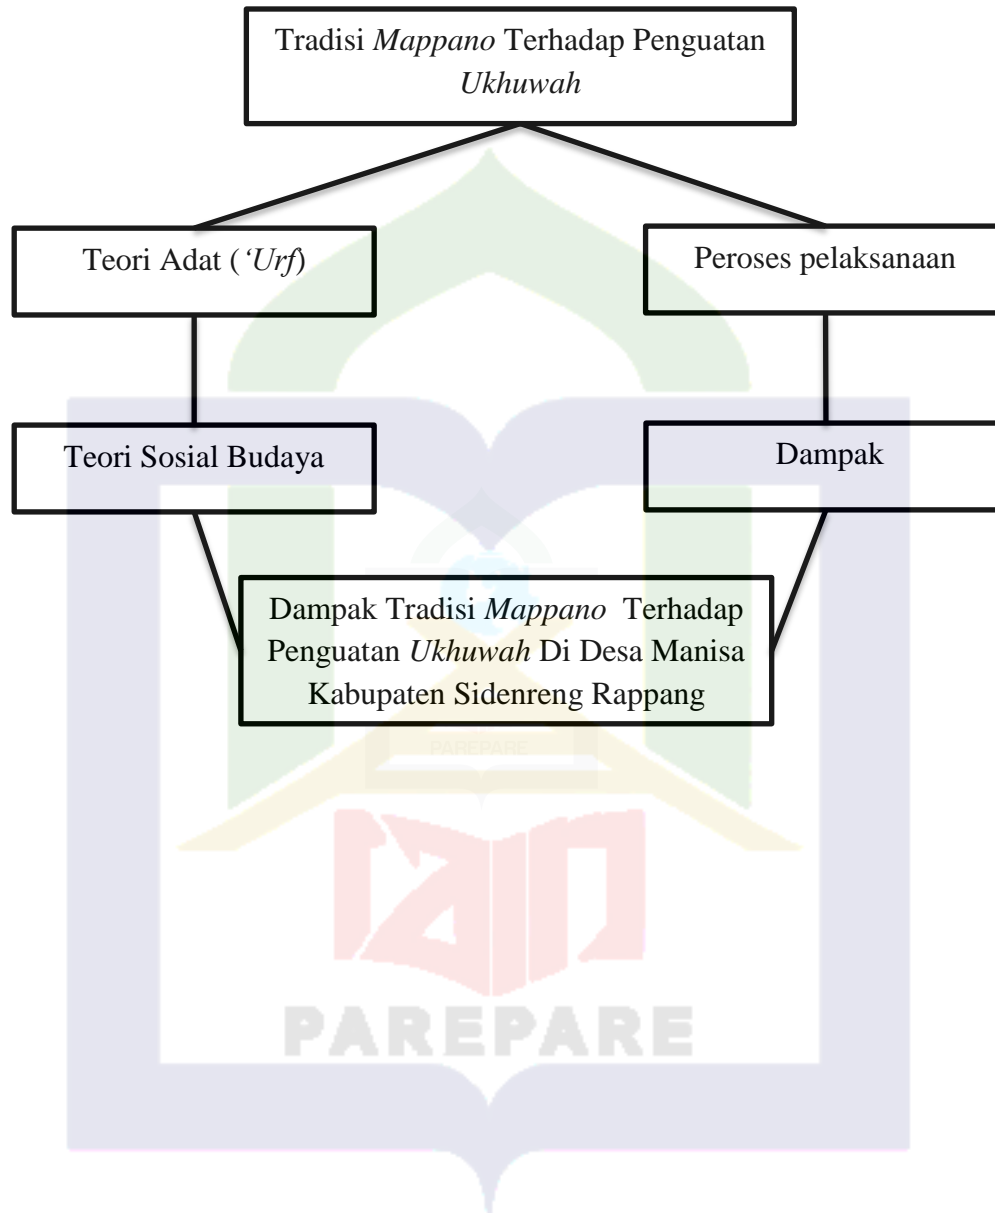 Tradisi Mappano Terhadap Penguatan
Ukhuwah
Teori Adat (‘Urf)
Peroses pelaksanaan
Teori Sosial Budaya
Dampak
Dampak Tradisi Mappano Terhadap
Penguatan Ukhuwah Di Desa Manisa
Kabupaten Sidenreng Rappang
PAREPARE
iain
PAREPARE